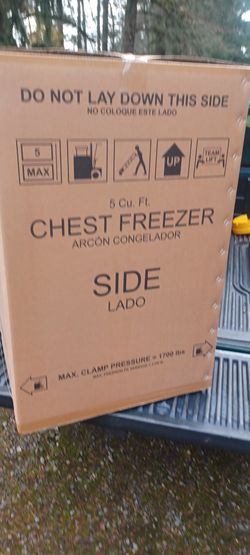 DO NOT LAY DOWN THIS SIDE
NO COLOQUE ESTE LADO
5
MAX
UP
TEAM
LIFT
5 Cu. Ft.
CHEST FREEZER
ARCÓN CONGELADOR
SIDE
LADO
MAX. CLAMP PRESSURE = 1700 lbs